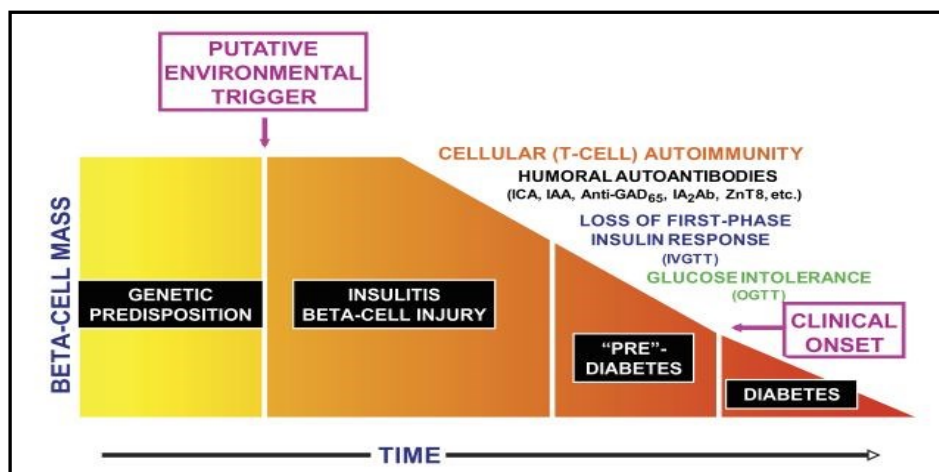 PUTATIVE
ENVIRONMENTAL
TRIGGER
CELLULAR (T-CELL) AUTOIMMUNITY
HUMORAL AUTOANTIBODIES
(ICA, IAA, Anti-GAD₆₅, IA₂Ab, ZnT8, etc.)
LOSS OF FIRST-PHASE
INSULIN RESPONSE
(IVGTT)
GLUCOSE INTOLERANCE
(OGTT)
CLINICAL
ONSET
BETA-CELL MASS
GENETIC
PREDISPOSITION
INSULITIS
BETA-CELL INJURY
“PRE”-
DIABETES
DIABETES
TIME